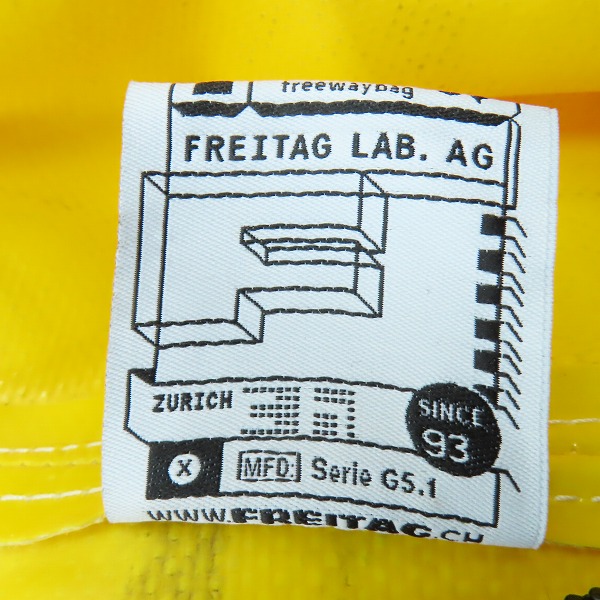 freewaybag
FREITAG LAB. AG
F
ZURICH
SINCE
93
X MFD: Serie G5.1
WWW.FREITAG.CH